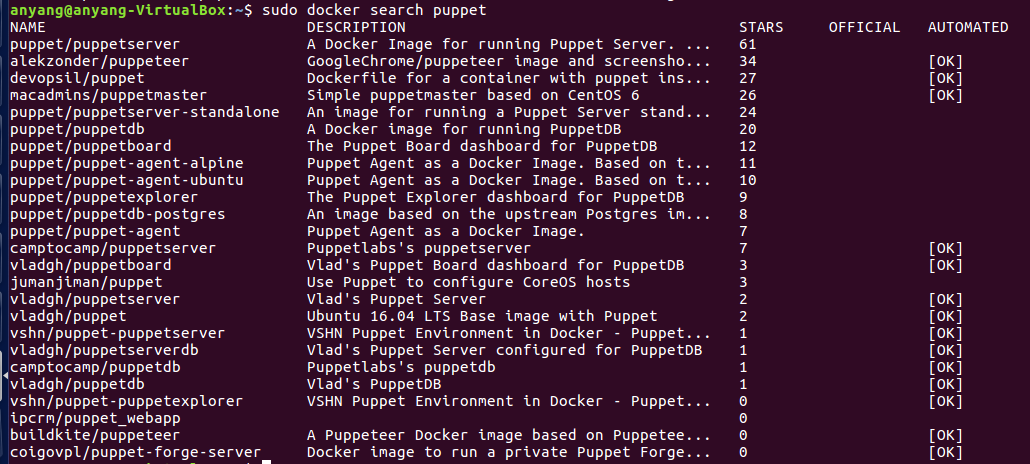 anyang@anyang-VirtualBox:~$ sudo docker search puppet
NAME DESCRIPTION STARS OFFICIAL AUTOMATED
puppet/puppetserver A Docker Image for running Puppet Server. ... 61
alekzonder/puppeteer GoogleChrome/puppeteer image and screensho... 34 [OK]
devopsil/puppet Dockerfile for a container with puppet ins... 27 [OK]
macadmins/puppetmaster Simple puppetmaster based on CentOS 6 26 [OK]
puppet/puppetserver-standalone An image for running a Puppet Server stand... 24
puppet/puppetdb A Docker image for running PuppetDB 20
puppet/puppetboard The Puppet Board dashboard for PuppetDB 12
puppet/puppet-agent-alpine Puppet Agent as a Docker Image. Based on t... 11
puppet/puppet-agent-ubuntu Puppet Agent as a Docker Image. Based on t... 10
puppet/puppetexplorer The Puppet Explorer dashboard for PuppetDB 9
puppet/puppetdb-postgres An image based on the upstream Postgres im... 8
puppet/puppet-agent Puppet Agent as a Docker Image. 7
camptocamp/puppetserver Puppetlabs's puppetserver 7 [OK]
vladgh/puppetboard Vlad's Puppet Board dashboard for PuppetDB 3 [OK]
jumanjiman/puppet Use Puppet to configure CoreOS hosts 3
vladgh/puppetserver Vlad's Puppet Server 2 [OK]
vladgh/puppet Ubuntu 16.04 LTS Base image with Puppet 2 [OK]
vshn/puppet-puppetserver VSHN Puppet Environment in Docker - Puppet... 1 [OK]
vladgh/puppetserverdb Vlad's Puppet Server configured for PuppetDB 1 [OK]
camptocamp/puppetdb Puppetlabs's puppetdb 1 [OK]
vladgh/puppetdb Vlad's PuppetDB 1 [OK]
vshn/puppet-puppetexplorer VSHN Puppet Environment in Docker - Puppet... 0 [OK]
ipcrm/puppet_webapp 0
buildkite/puppeteer A Puppeteer Docker image based on Puppetee... 0 [OK]
coigovpl/puppet-forge-server Docker image to run a private Puppet Forge... 0 [OK]